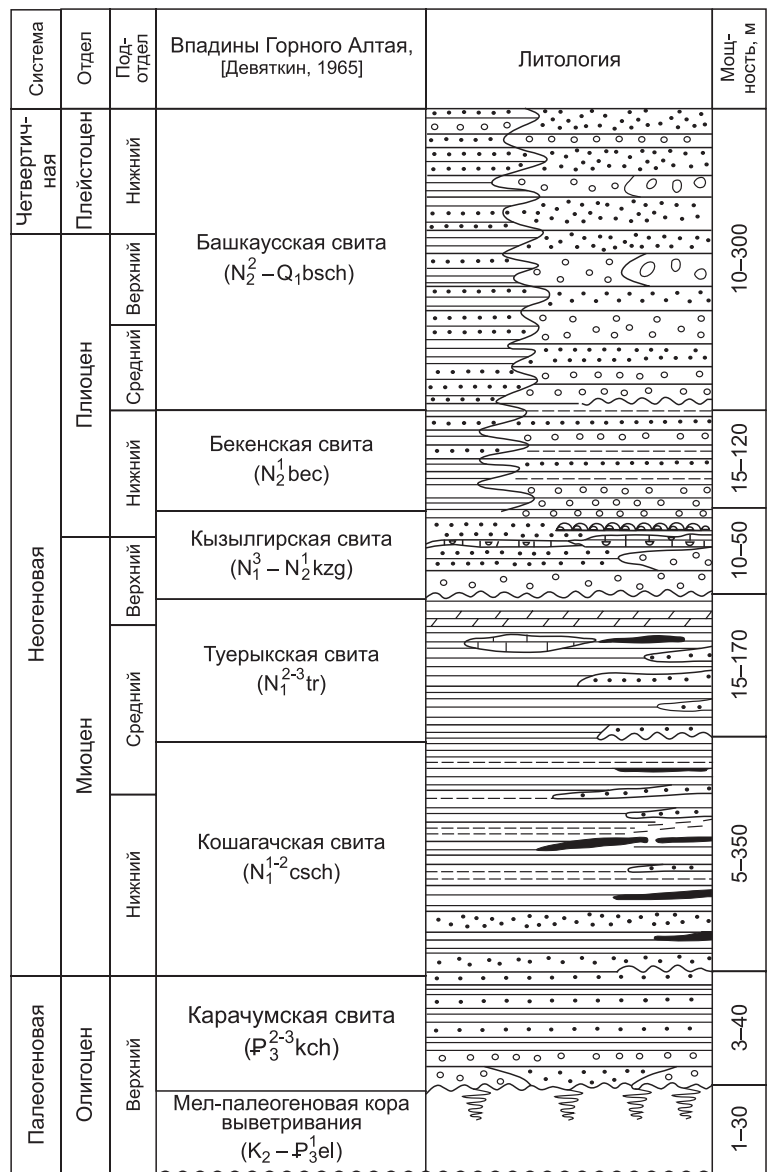 Система
Отдел
Под-
отдел
Впадины Горного Алтая,
[Девяткин, 1965]
Литология
Мощ-
ность, м
Четвертич-
ная
Плейстоцен
Нижний
Башкаусская свита
(N₂² – Q₁bsch)
10–300
Неогеновая
Плиоцен
Верхний
Средний
Нижний
Бекенская свита
(N₂¹bec)
15–120
Миоцен
Верхний
Кызылгирская свита
(N₁³ – N₂¹kzg)
10–50
Средний
Туерыкская свита
(N₁²⁻³tr)
15–170
Нижний
Кошагачская свита
(N₁¹⁻²csch)
5–350
Палеогеновая
Олигоцен
Верхний
Карачумская свита
(Ꝑ₃²⁻³kch)
3–40
Мел-палеогеновая кора
выветривания
(K₂ – Ꝑ₃¹el)
1–30